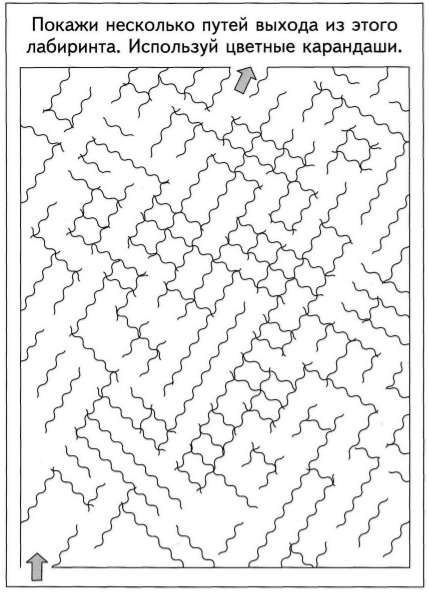 Покажи несколько путей выхода из этого
лабиринта. Используй цветные карандаши.